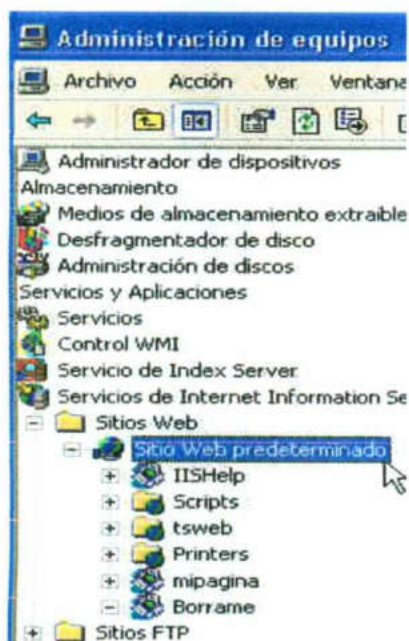 Administración de equipos
Archivo Acción Ver Ventana
Administrador de dispositivos
Almacenamiento
Medios de almacenamiento extraible
Desfragmentador de disco
Administración de discos
Servicios y Aplicaciones
Servicios
Control WMI
Servicio de Index Server
Servicios de Internet Information Se
Sitios Web
Sitio Web predeterminado
IISHelp
Scripts
tsweb
Printers
mipagina
Borrame
Sitios FTP